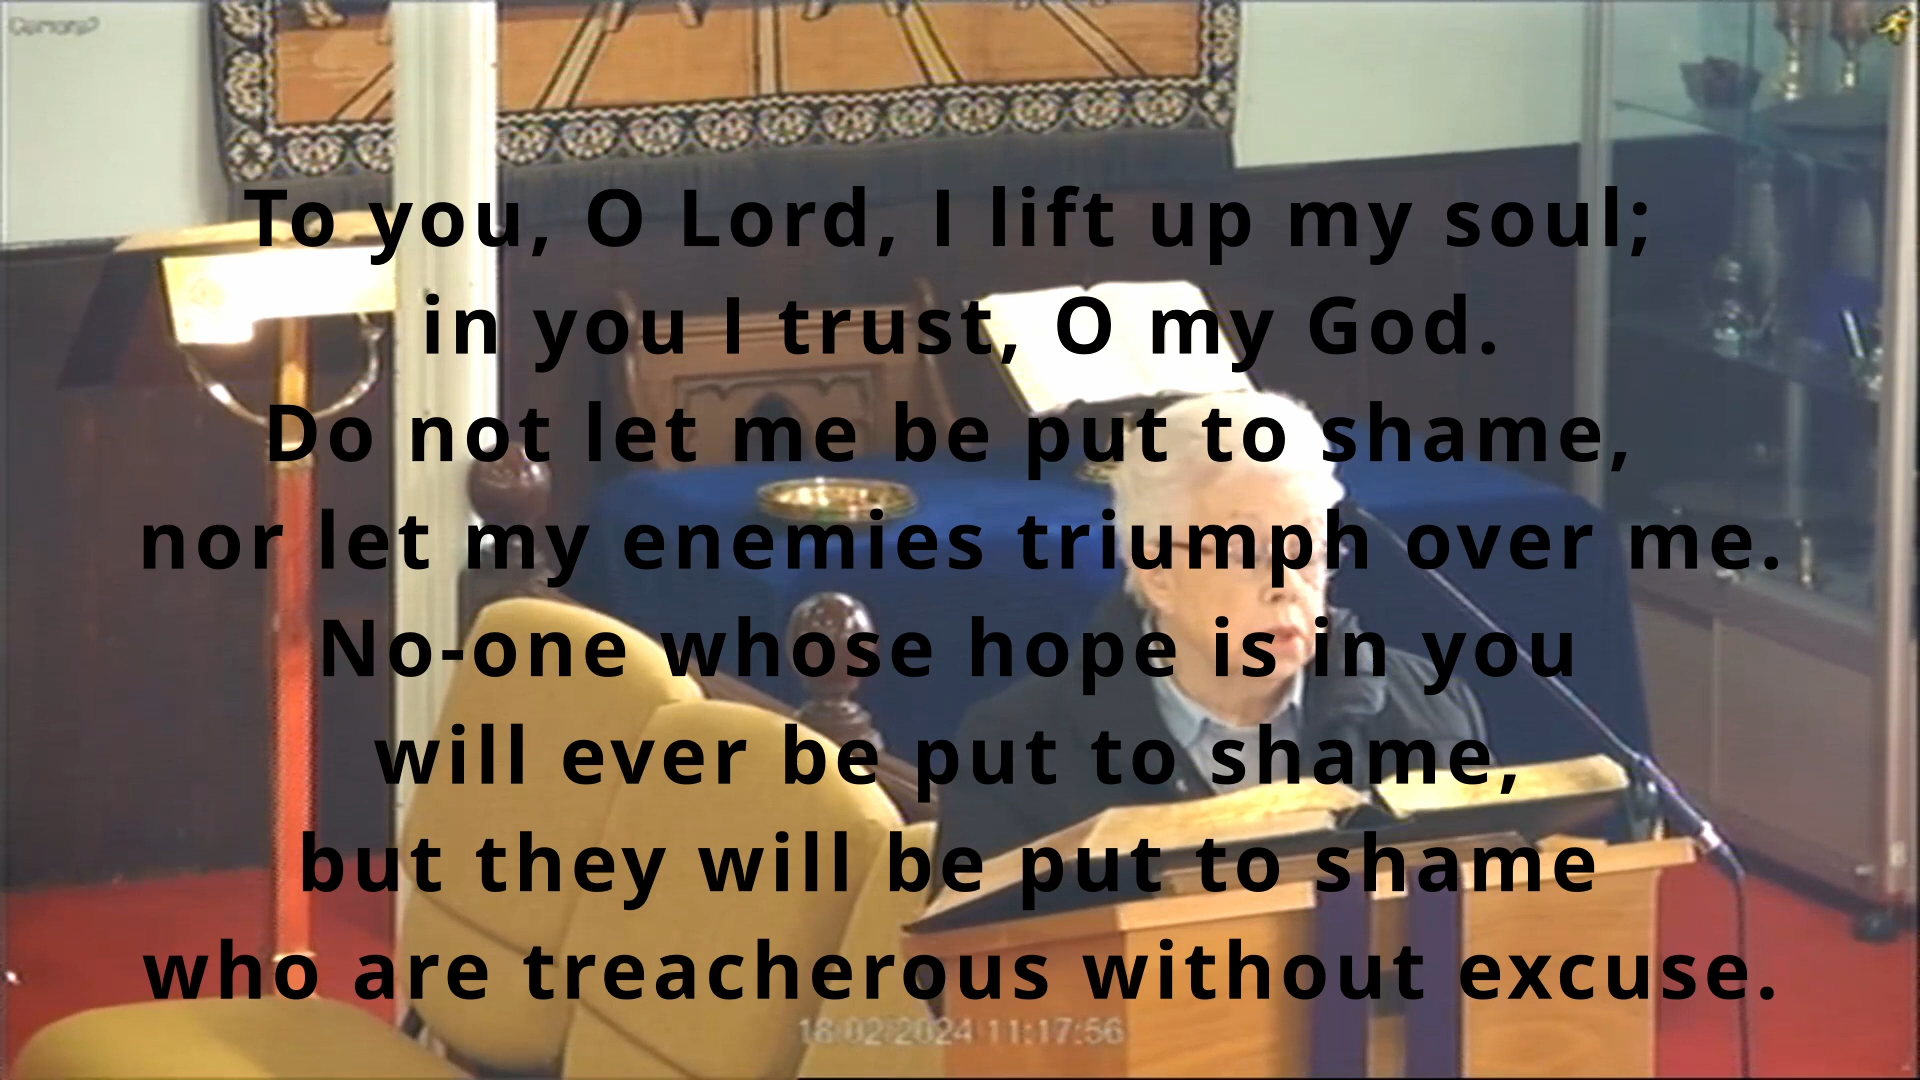 Camera2
To you, O Lord, I lift up my soul;
in you I trust, O my God.
Do not let me be put to shame,
nor let my enemies triumph over me.
No-one whose hope is in you
will ever be put to shame,
but they will be put to shame
who are treacherous without excuse.
18/02/2024 11:17:56